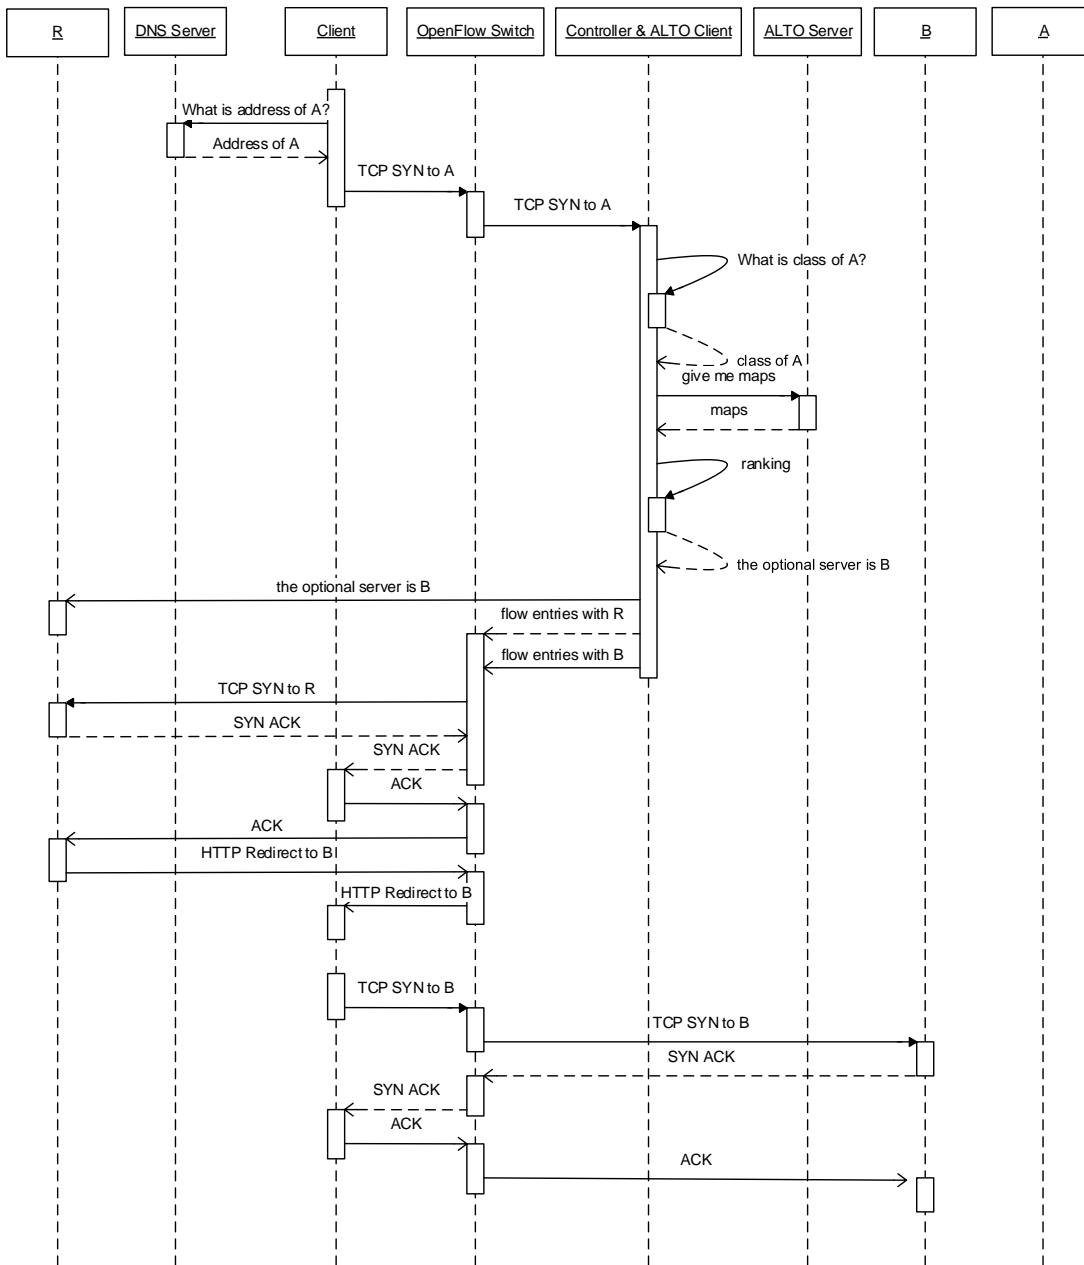 R
DNS Server
Client
OpenFlow Switch
Controller & ALTO Client
ALTO Server
B
A
What is address of A?
Address of A
TCP SYN to A
TCP SYN to A
What is class of A?
class of A
give me maps
maps
ranking
the optional server is B
the optional server is B
flow entries with R
flow entries with B
TCP SYN to R
SYN ACK
SYN ACK
ACK
ACK
HTTP Redirect to B
HTTP Redirect to B
TCP SYN to B
TCP SYN to B
SYN ACK
SYN ACK
ACK
ACK